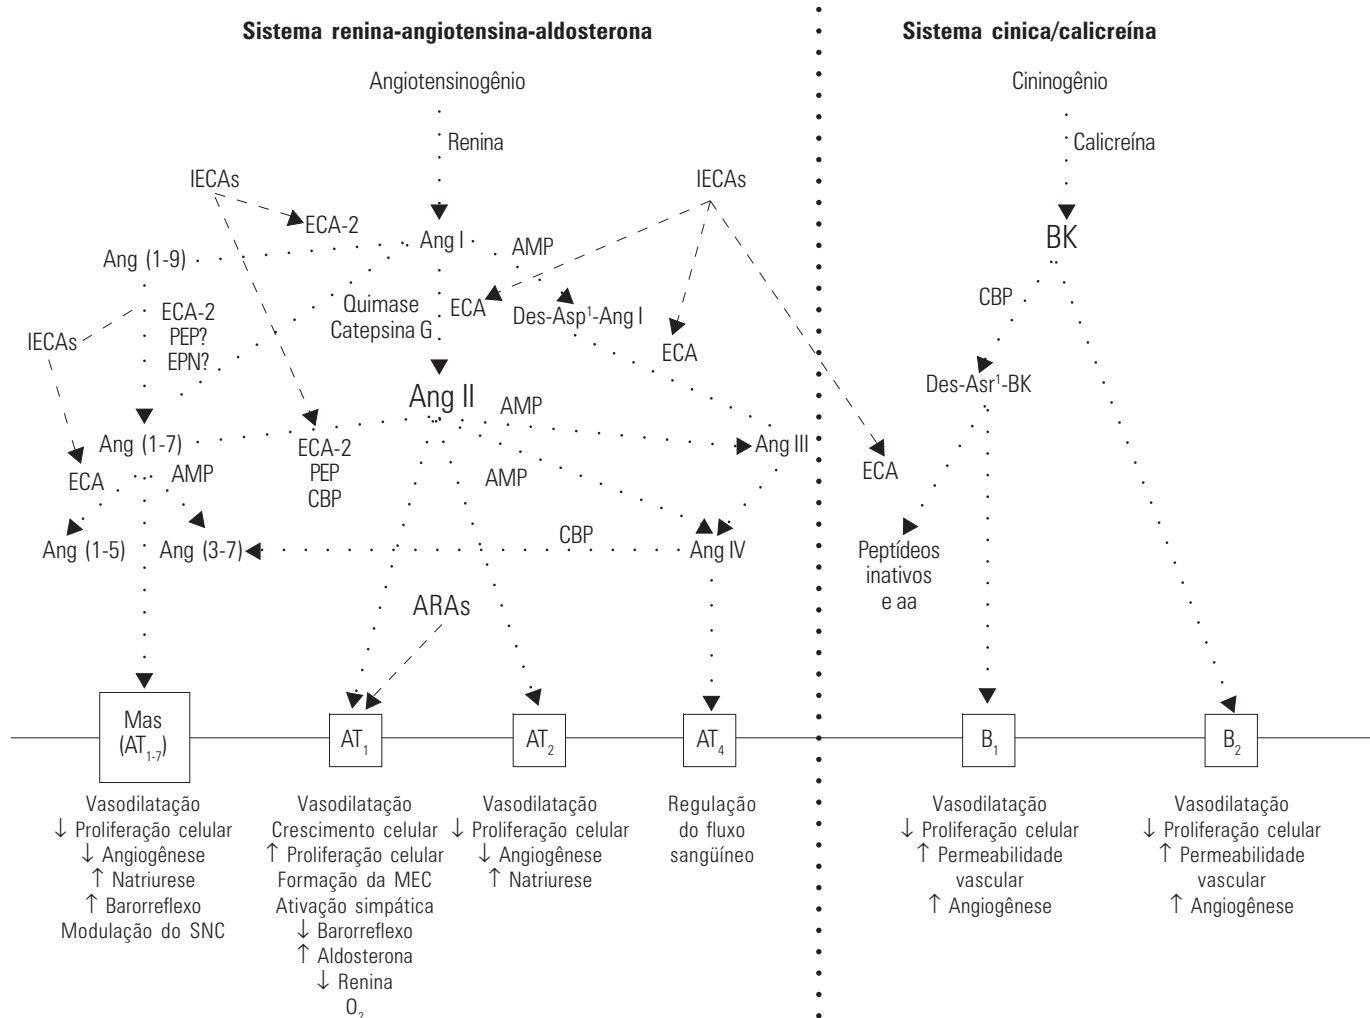 Sistema renina-angiotensina-aldosterona
Sistema cinica/calicreína
Angiotensinogênio
Cininogênio
Renina
Calicreína
IECAs
IECAs
ECA-2
Ang I
AMP
BK
Ang (1-9)
Quimase
Catepsina G
ECA
Des-Asp¹-Ang I
CBP
ECA-2
PEP?
EPN?
IECAs
ECA
Des-Asr¹-BK
Ang II
AMP
Ang (1-7)
ECA-2
PEP
CBP
Ang III
ECA
AMP
AMP
ECA
Ang (1-5)
Ang (3-7)
CBP
Ang IV
Peptídeos
inativos
e aa
ARAs
Mas
(AT₁₋₇)
AT₁
AT₂
AT₄
B₁
B₂
Vasodilatação
↓ Proliferação celular
↓ Angiogênese
↑ Natriurese
↑ Barorreflexo
Modulação do SNC
Vasodilatação
Crescimento celular
↑ Proliferação celular
Formação da MEC
Ativação simpática
↓ Barorreflexo
↑ Aldosterona
↓ Renina
O₂
Vasodilatação
↓ Proliferação celular
↓ Angiogênese
↑ Natriurese
Regulação
do fluxo
sangüíneo
Vasodilatação
↓ Proliferação celular
↑ Permeabilidade
vascular
↑ Angiogênese
Vasodilatação
↓ Proliferação celular
↑ Permeabilidade
vascular
↑ Angiogênese